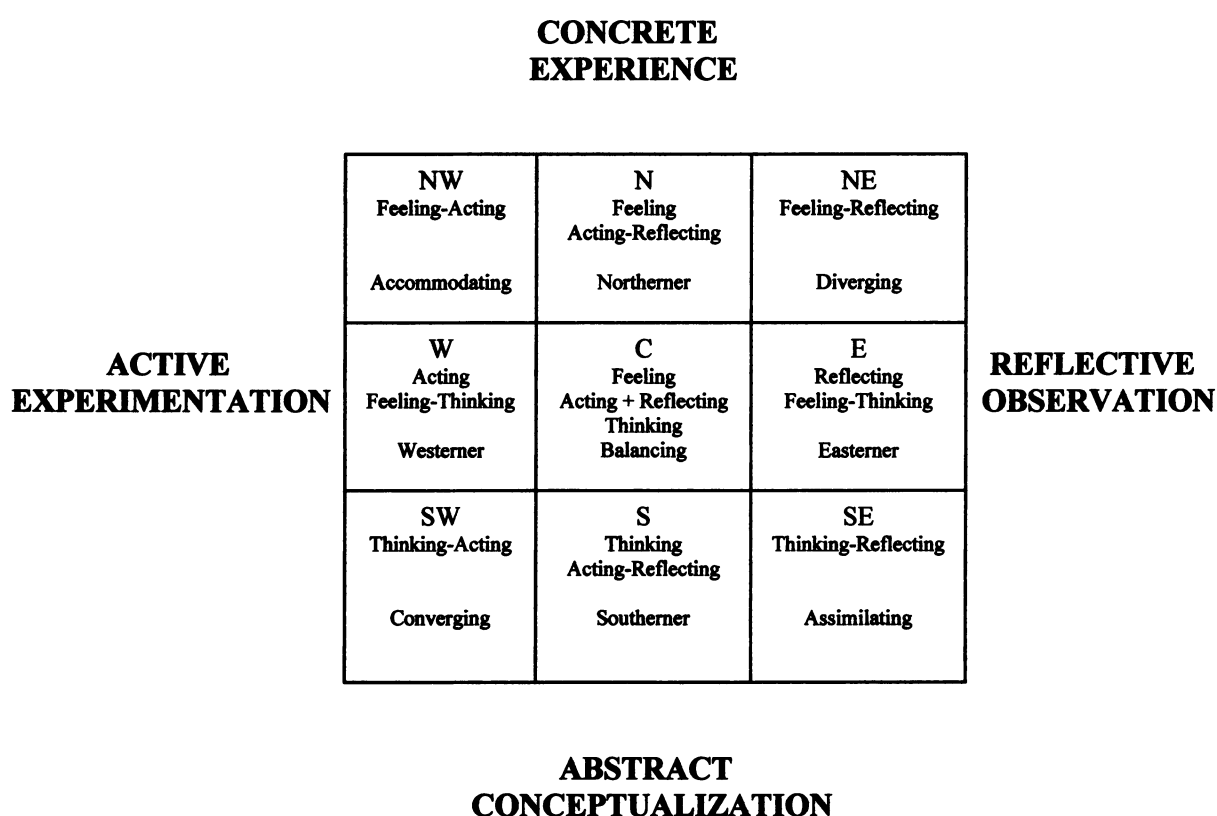 CONCRETE
EXPERIENCE
NW
Feeling-Acting
Accommodating
N
Feeling
Acting-Reflecting
Northerner
NE
Feeling-Reflecting
Diverging
ACTIVE
EXPERIMENTATION
W
Acting
Feeling-Thinking
Westerner
C
Feeling
Acting + Reflecting
Thinking
Balancing
E
Reflecting
Feeling-Thinking
Easterner
REFLECTIVE
OBSERVATION
SW
Thinking-Acting
Converging
S
Thinking
Acting-Reflecting
Southerner
SE
Thinking-Reflecting
Assimilating
ABSTRACT
CONCEPTUALIZATION